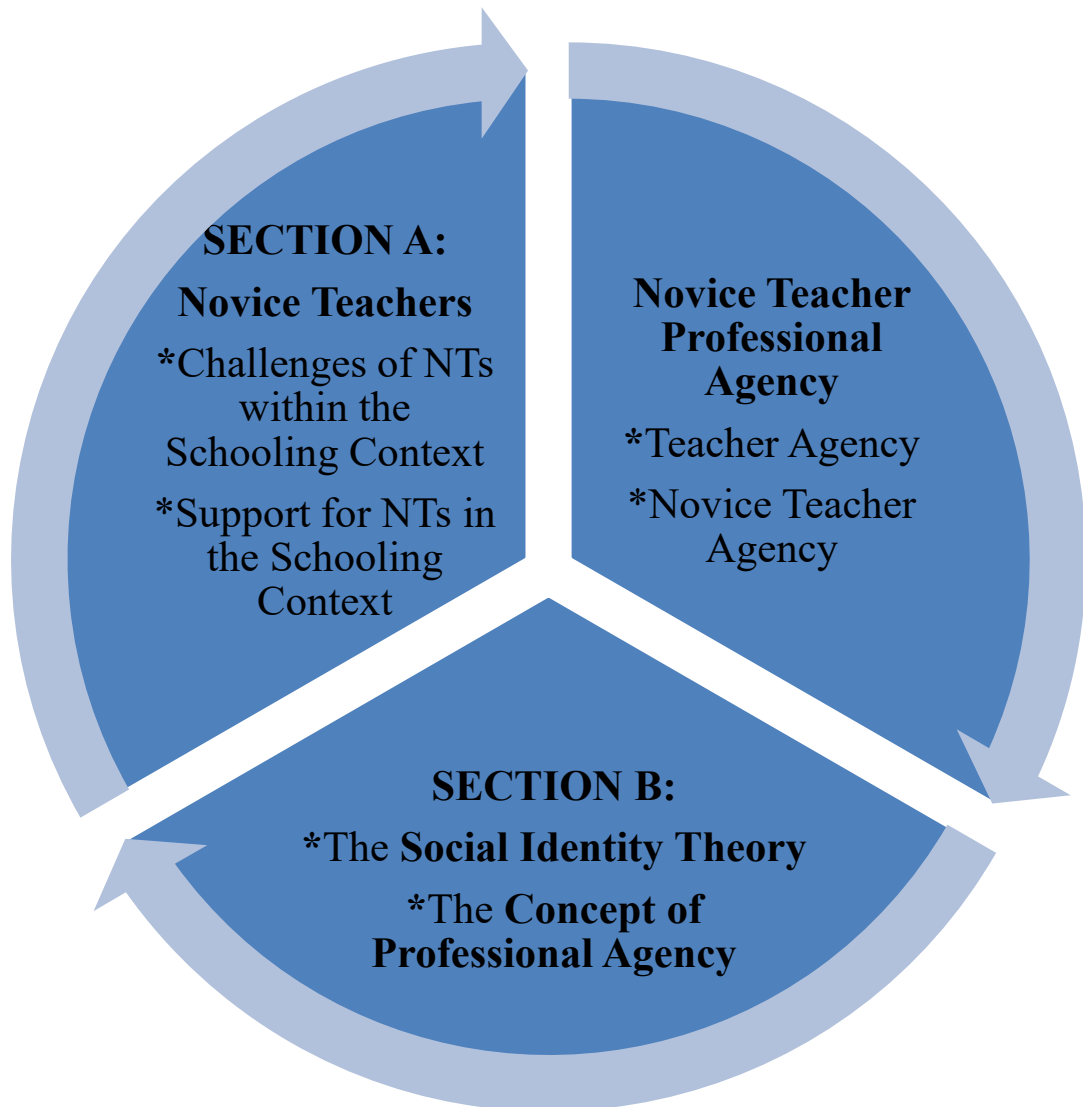 SECTION A:
Novice Teachers
*Challenges of NTs
within the
Schooling Context
*Support for NTs in
the Schooling
Context
Novice Teacher
Professional
Agency
*Teacher Agency
*Novice Teacher
Agency
SECTION B:
*The Social Identity Theory
*The Concept of
Professional Agency